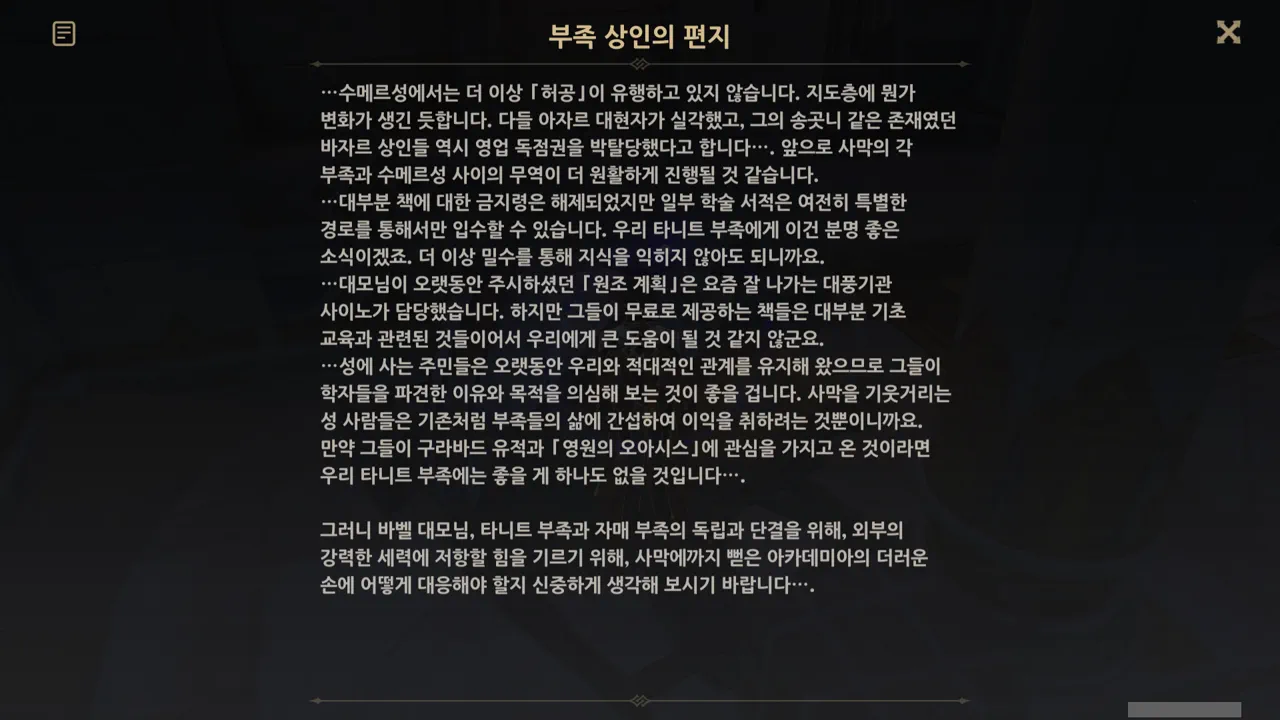 부족 상인의 편지
…수메르성에서는 더 이상 「허공」이 유행하고 있지 않습니다. 지도층에 뭔가
변화가 생긴 듯합니다. 다들 아자르 대현자가 실각했고, 그의 송곳니 같은 존재였던
바자르 상인들 역시 영업 독점권을 박탈당했다고 합니다…. 앞으로 사막의 각
부족과 수메르성 사이의 무역이 더 원활하게 진행될 것 같습니다.
…대부분 책에 대한 금지령은 해제되었지만 일부 학술 서적은 여전히 특별한
경로를 통해서만 입수할 수 있습니다. 우리 타니트 부족에게 이건 분명 좋은
소식이겠죠. 더 이상 밀수를 통해 지식을 익히지 않아도 되니까요.
…대모님이 오랫동안 주시하셨던 「원조 계획」은 요즘 잘 나가는 대풍기관
사이노가 담당했습니다. 하지만 그들이 무료로 제공하는 책들은 대부분 기초
교육과 관련된 것들이어서 우리에게 큰 도움이 될 것 같지 않군요.
…성에 사는 주민들은 오랫동안 우리와 적대적인 관계를 유지해 왔으므로 그들이
학자들을 파견한 이유와 목적을 의심해 보는 것이 좋을 겁니다. 사막을 기웃거리는
성 사람들은 기존처럼 부족들의 삶에 간섭하여 이익을 취하려는 것뿐이니까요.
만약 그들이 구라바드 유적과 「영원의 오아시스」에 관심을 가지고 온 것이라면
우리 타니트 부족에는 좋을 게 하나도 없을 것입니다….
그러니 바벨 대모님, 타니트 부족과 자매 부족의 독립과 단결을 위해, 외부의
강력한 세력에 저항할 힘을 기르기 위해, 사막에까지 뻗은 아카데미아의 더러운
손에 어떻게 대응해야 할지 신중하게 생각해 보시기 바랍니다….